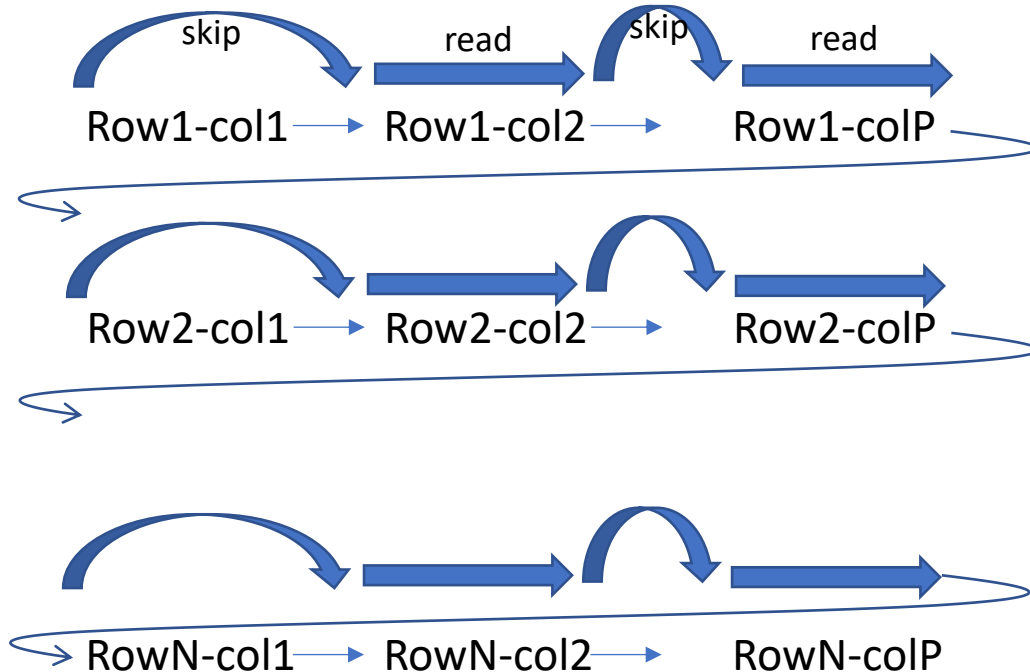 skip read skip read
Row1-col1 Row1-col2 Row1-colP
Row2-col1 Row2-col2 Row2-colP
RowN-col1 RowN-col2 RowN-colP